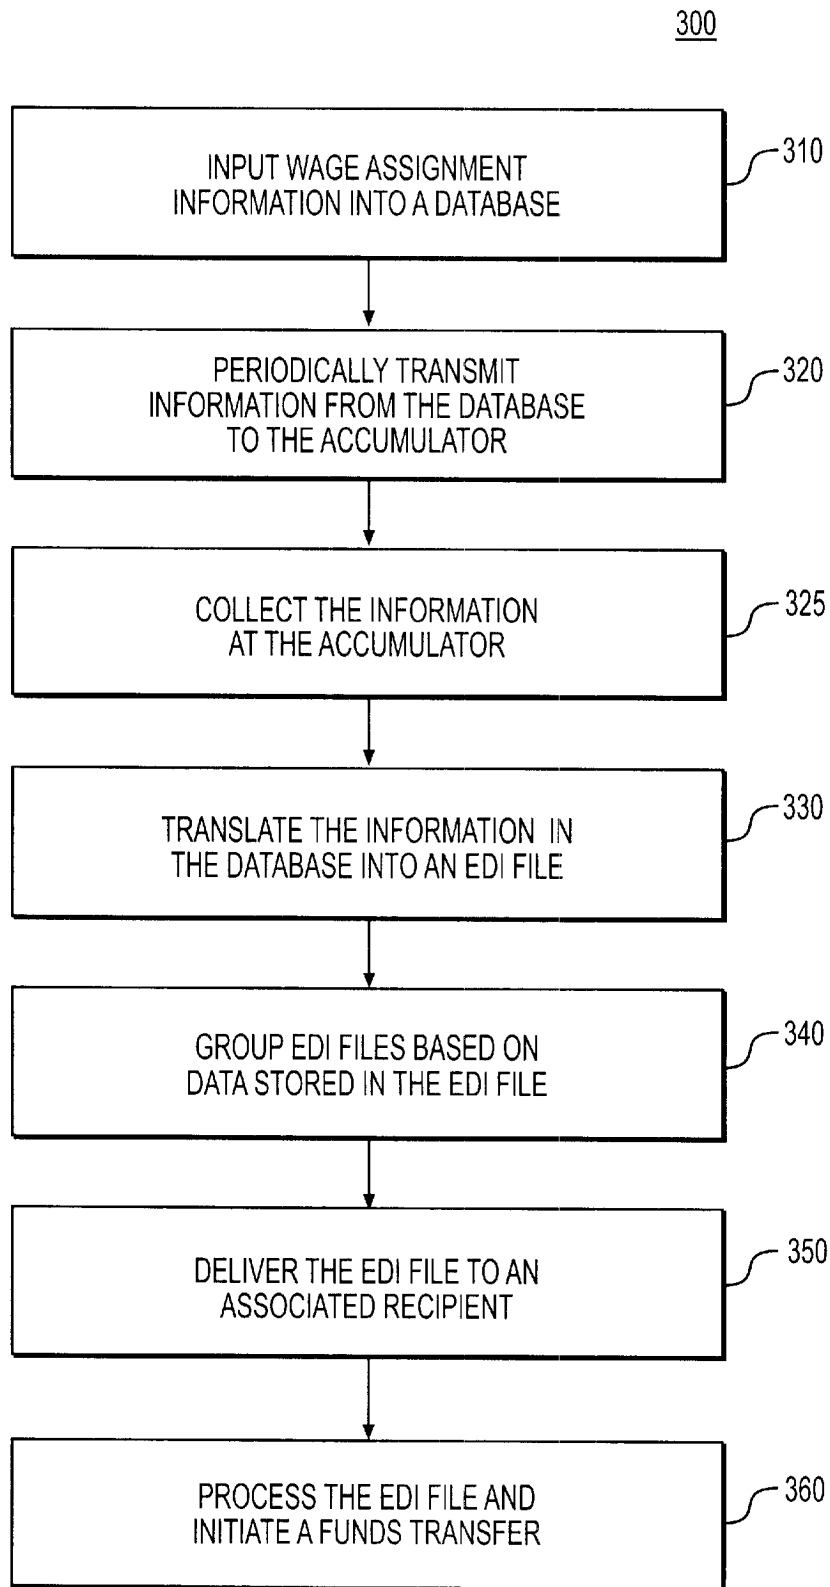 300
INPUT WAGE ASSIGNMENT
INFORMATION INTO A DATABASE
310
PERIODICALLY TRANSMIT
INFORMATION FROM THE DATABASE
TO THE ACCUMULATOR
320
COLLECT THE INFORMATION
AT THE ACCUMULATOR
325
TRANSLATE THE INFORMATION IN
THE DATABASE INTO AN EDI FILE
330
GROUP EDI FILES BASED ON
DATA STORED IN THE EDI FILE
340
DELIVER THE EDI FILE TO AN
ASSOCIATED RECIPIENT
350
PROCESS THE EDI FILE AND
INITIATE A FUNDS TRANSFER
360